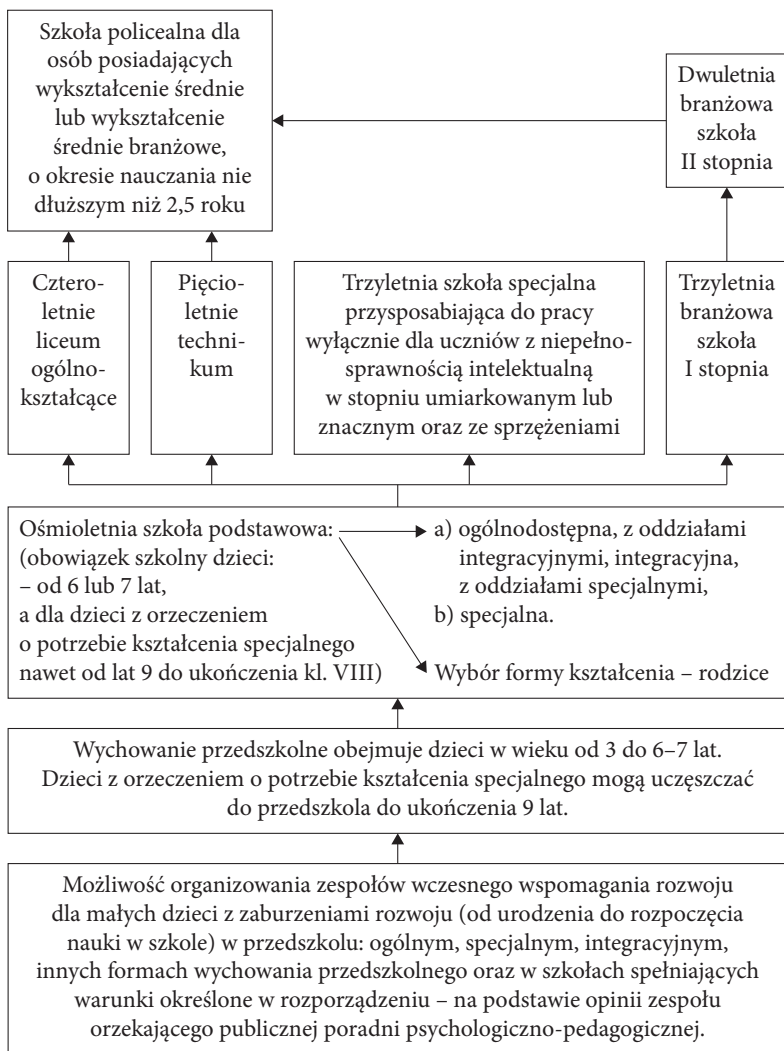 Szkoła policealna dla
osób posiadających
wykształcenie średnie
lub wykształcenie
średnie branżowe,
o okresie nauczania nie
dłuższym niż 2,5 roku
Dwuletnia
branżowa
szkoła
II stopnia
Cztero-
letnie
liceum
ogólno-
kształcące
Pięcio-
letnie
techni-
kum
Trzyletnia szkoła specjalna
przysposabiająca do pracy
wyłącznie dla uczniów z niepełno-
sprawnością intelektualną
w stopniu umiarkowanym lub
znacznym oraz ze sprzężeniami
Trzyletnia
branżowa
szkoła
I stopnia
Ośmioletnia szkoła podstawowa:
(obowiązek szkolny dzieci:
– od 6 lub 7 lat,
a dla dzieci z orzeczeniem
o potrzebie kształcenia specjalnego
nawet od lat 9 do ukończenia kl. VIII)
a) ogólnodostępna, z oddziałami
integracyjnymi, integracyjna,
z oddziałami specjalnymi,
b) specjalna.
Wybór formy kształcenia – rodzice
Wychowanie przedszkolne obejmuje dzieci w wieku od 3 do 6–7 lat.
Dzieci z orzeczeniem o potrzebie kształcenia specjalnego mogą uczęszczać
do przedszkola do ukończenia 9 lat.
Możliwość organizowania zespołów wczesnego wspomagania rozwoju
dla małych dzieci z zaburzeniami rozwoju (od urodzenia do rozpoczęcia
nauki w szkole) w przedszkolu: ogólnym, specjalnym, integracyjnym,
innych formach wychowania przedszkolnego oraz w szkołach spełniających
warunki określone w rozporządzeniu – na podstawie opinii zespołu
orzekającego publicznej poradni psychologiczno-pedagogicznej.